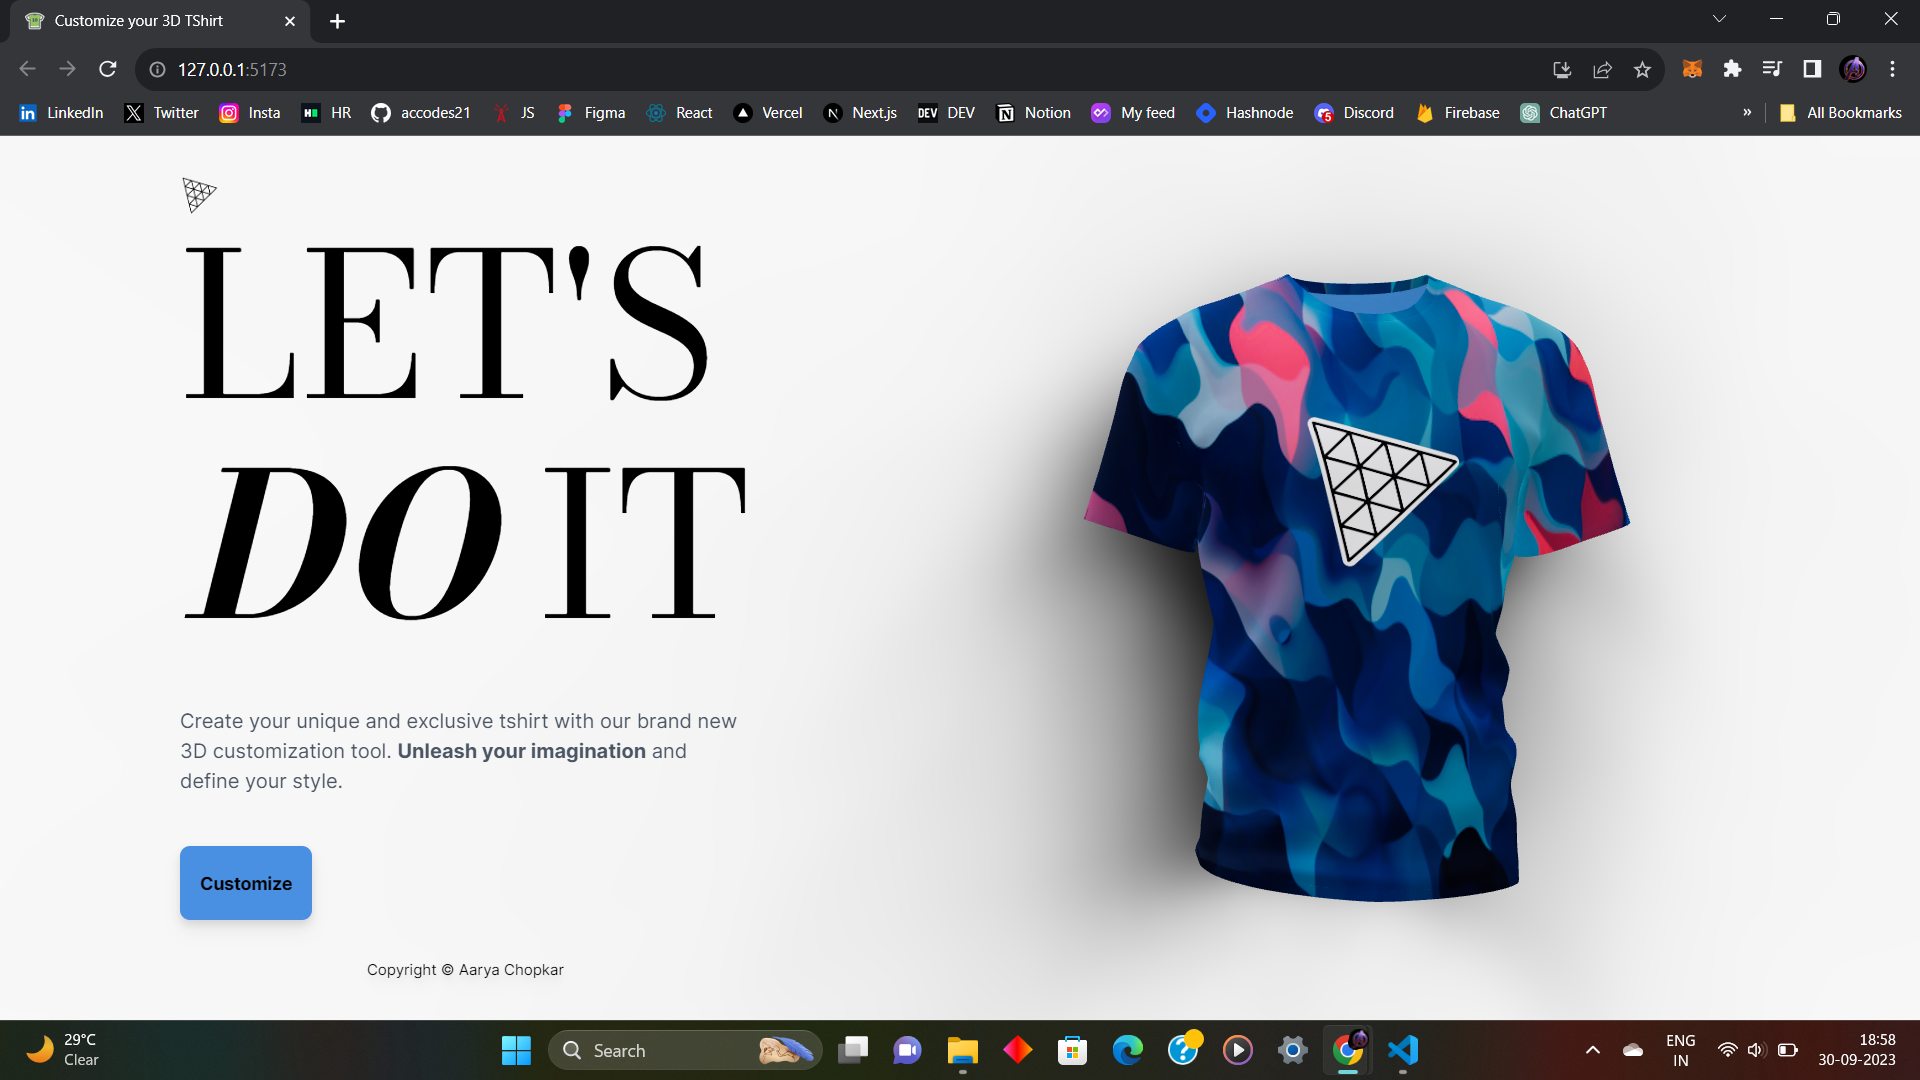 Customize your 3D TShirt
127.0.0.1:5173
LinkedIn Twitter Insta HR accodes21 JS Figma React Vercel Next.js DEV DEV Notion My feed Hashnode Discord Firebase ChatGPT » All Bookmarks
LET'S
DO IT
Create your unique and exclusive tshirt with our brand new
3D customization tool. Unleash your imagination and
define your style.
Customize
Copyright © Aarya Chopkar
29°C
Clear
Search
ENG
IN
18:58
30-09-2023